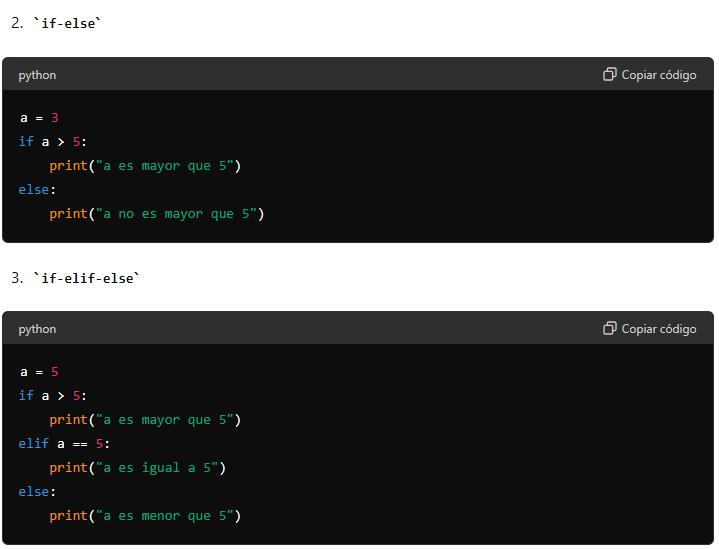 2. `if-else`
python Copiar código
a = 3
if a > 5:
    print("a es mayor que 5")
else:
    print("a no es mayor que 5")
3. `if-elif-else`
python Copiar código
a = 5
if a > 5:
    print("a es mayor que 5")
elif a == 5:
    print("a es igual a 5")
else:
    print("a es menor que 5")